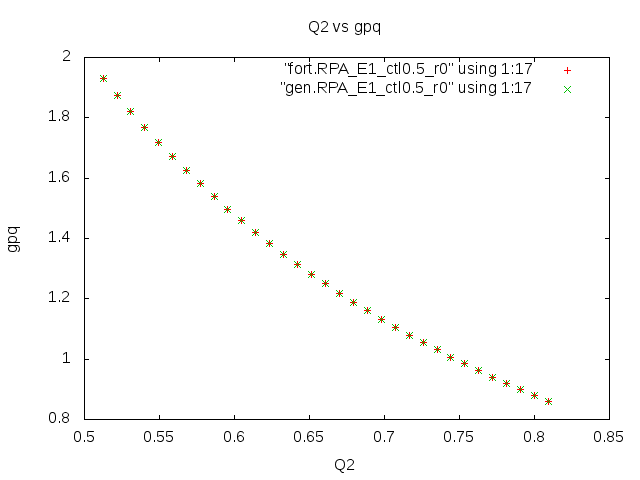 Q2 vs gpq
"fort.RPA_E1_ctl0.5_r0" using 1:17
"gen.RPA_E1_ctl0.5_r0" using 1:17
2
1.8
1.6
1.4
1.2
1
0.8
gpq
0.5 0.55 0.6 0.65 0.7 0.75 0.8 0.85
Q2